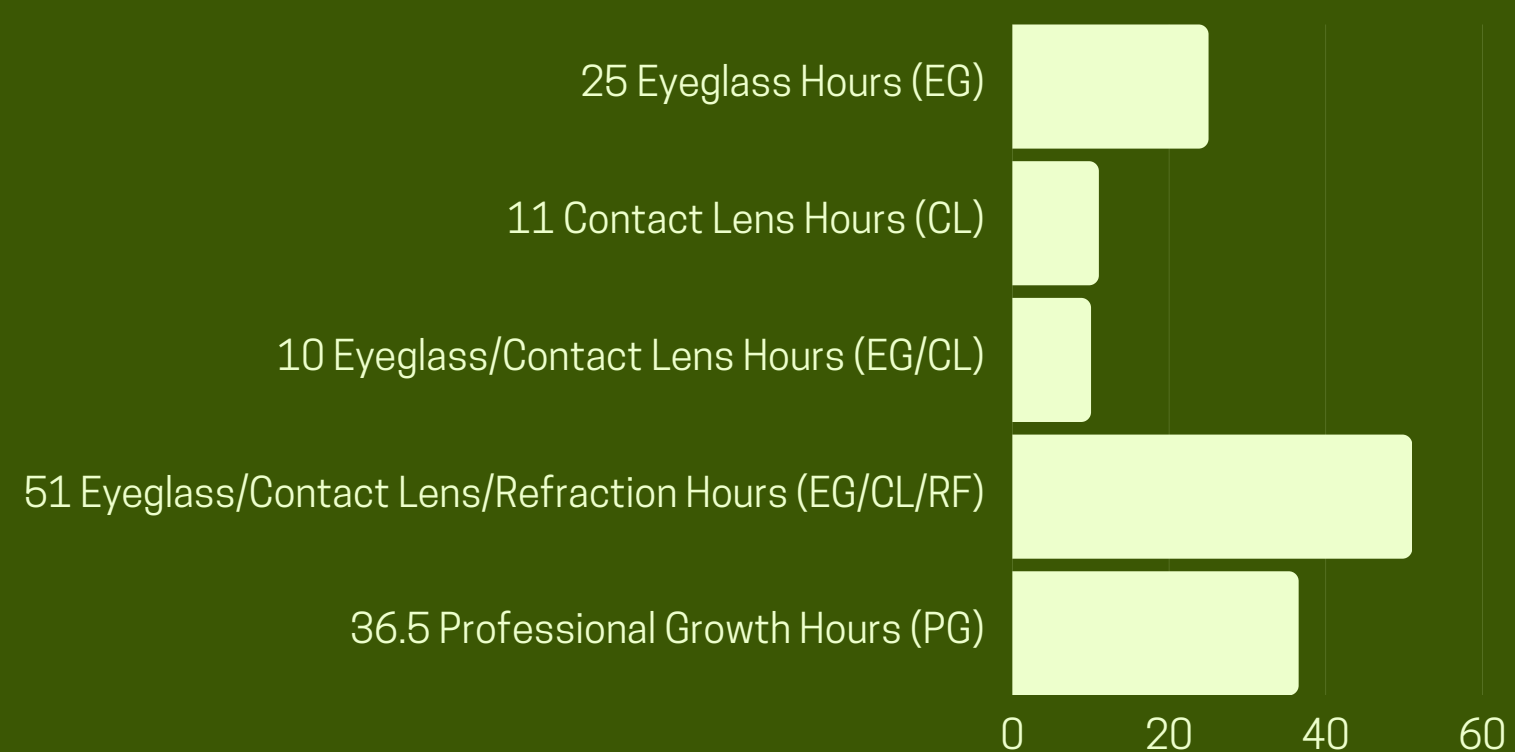 25 Eyeglass Hours (EG)
11 Contact Lens Hours (CL)
10 Eyeglass/Contact Lens Hours (EG/CL)
51 Eyeglass/Contact Lens/Refraction Hours (EG/CL/RF)
36.5 Professional Growth Hours (PG)
0 20 40 60